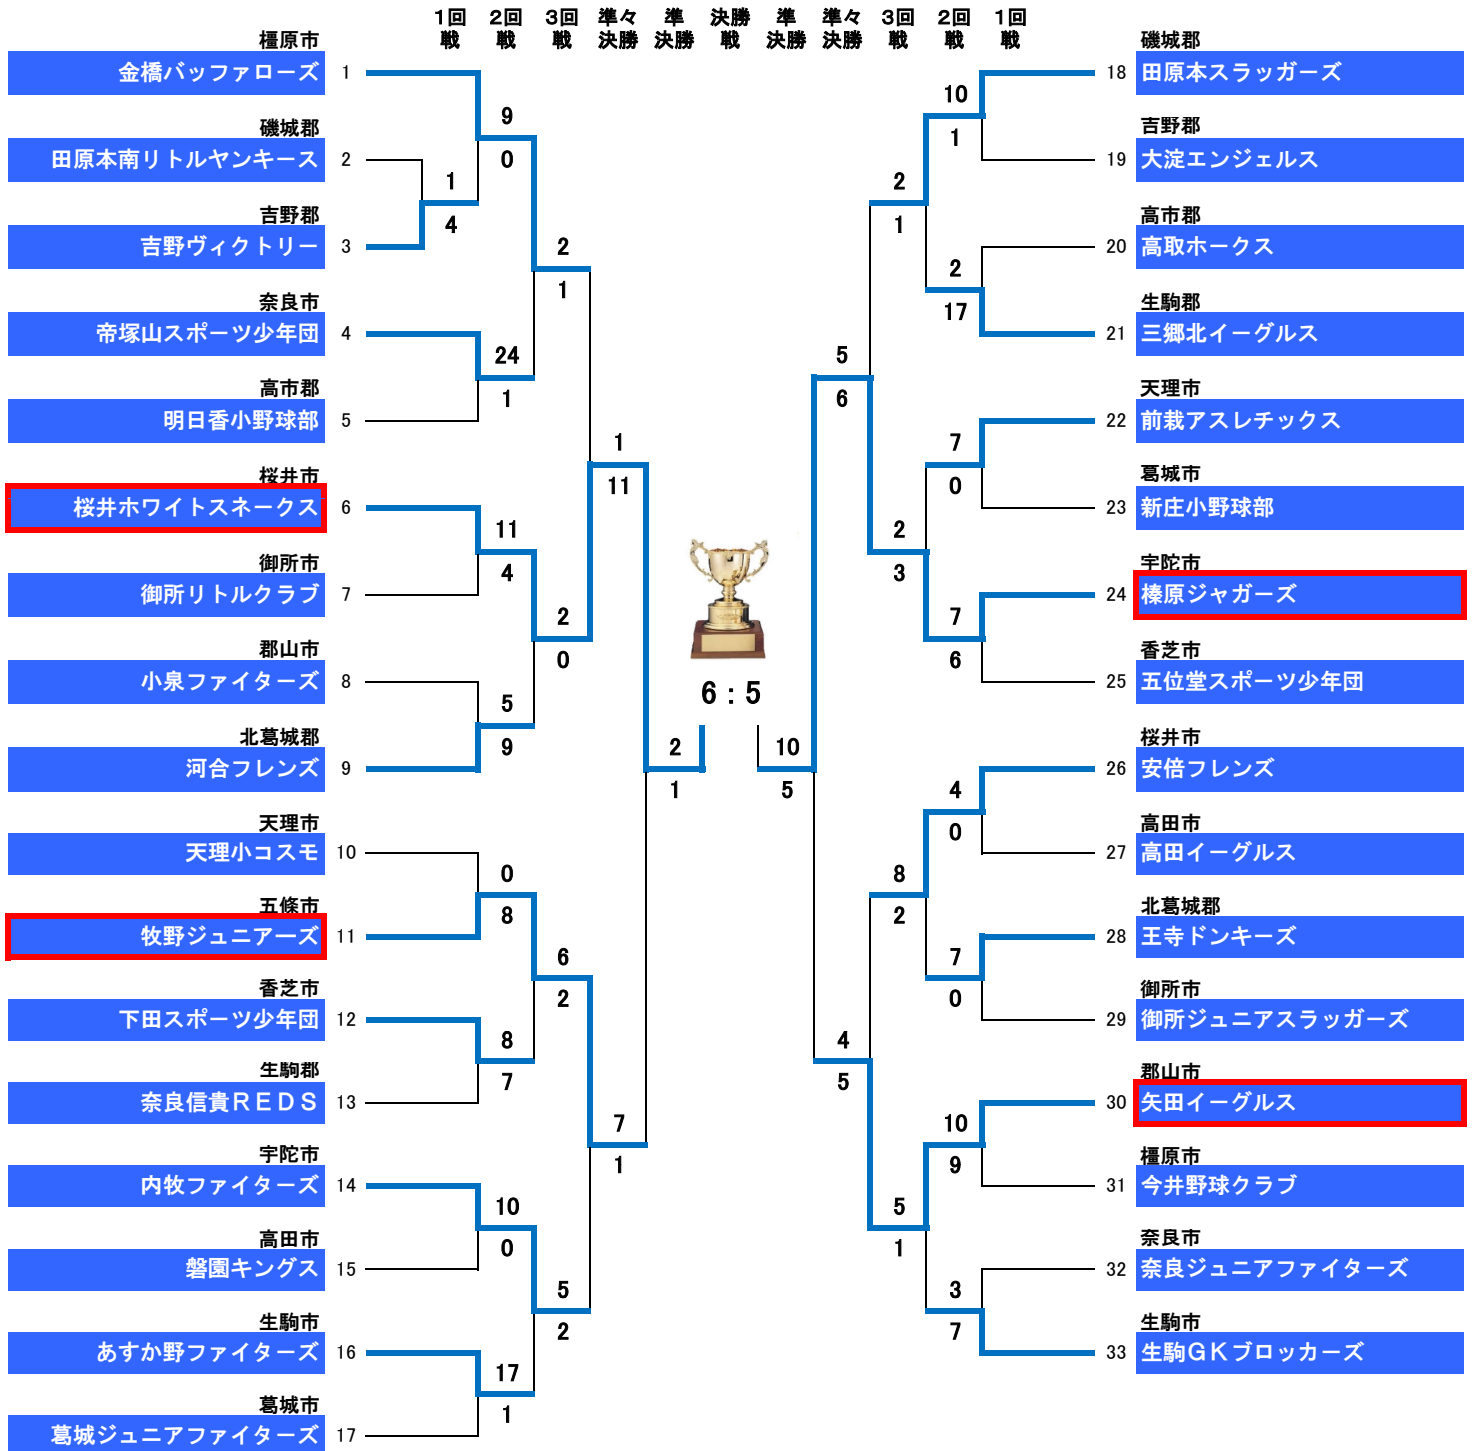 1回戦 2回戦 3回戦 準々決勝 準決勝 決勝戦 準決勝 準々決勝 3回戦 2回戦 1回戦
橿原市
金橋バッファローズ 1
磯城郡
田原本南リトルヤンキース 2
吉野郡
吉野ヴィクトリー 3
奈良市
帝塚山スポーツ少年団 4
高市郡
明日香小野球部 5
桜井市
桜井ホワイトスネークス 6
御所市
御所リトルクラブ 7
郡山市
小泉ファイターズ 8
北葛城郡
河合フレンズ 9
天理市
天理小コスモ 10
五條市
牧野ジュニアーズ 11
香芝市
下田スポーツ少年団 12
生駒郡
奈良信貴REDS 13
宇陀市
内牧ファイターズ 14
高田市
磐園キングス 15
生駒市
あすか野ファイターズ 16
葛城市
葛城ジュニアファイターズ 17
1
4
9
0
24
1
11
4
5
9
0
8
8
7
10
0
17
1
2
1
2
0
6
2
5
2
1
11
7
1
2
1
6:5
10
5
5
6
4
5
2
1
2
3
8
2
5
1
10
1
2
17
7
0
7
6
4
0
7
0
10
9
3
7
磯城郡
18 田原本スラッガーズ
吉野郡
19 大淀エンジェルス
高市郡
20 高取ホークス
生駒郡
21 三郷北イーグルス
天理市
22 前栽アスレチックス
葛城市
23 新庄小野球部
宇陀市
24 榛原ジャガーズ
香芝市
25 五位堂スポーツ少年団
桜井市
26 安倍フレンズ
高田市
27 高田イーグルス
北葛城郡
28 王寺ドンキーズ
御所市
29 御所ジュニアスラッガーズ
郡山市
30 矢田イーグルス
橿原市
31 今井野球クラブ
奈良市
32 奈良ジュニアファイターズ
生駒市
33 生駒GKブロッカーズ